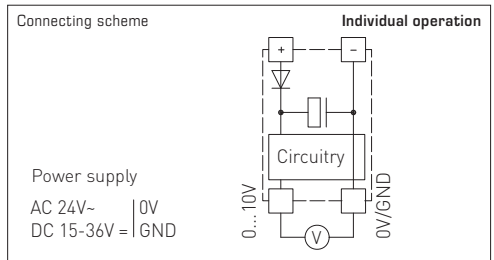 Connecting scheme
Individual operation
+
−
Circuitry
Power supply
AC 24V~ | 0V
DC 15-36V = | GND
0...10V
0V/GND
V